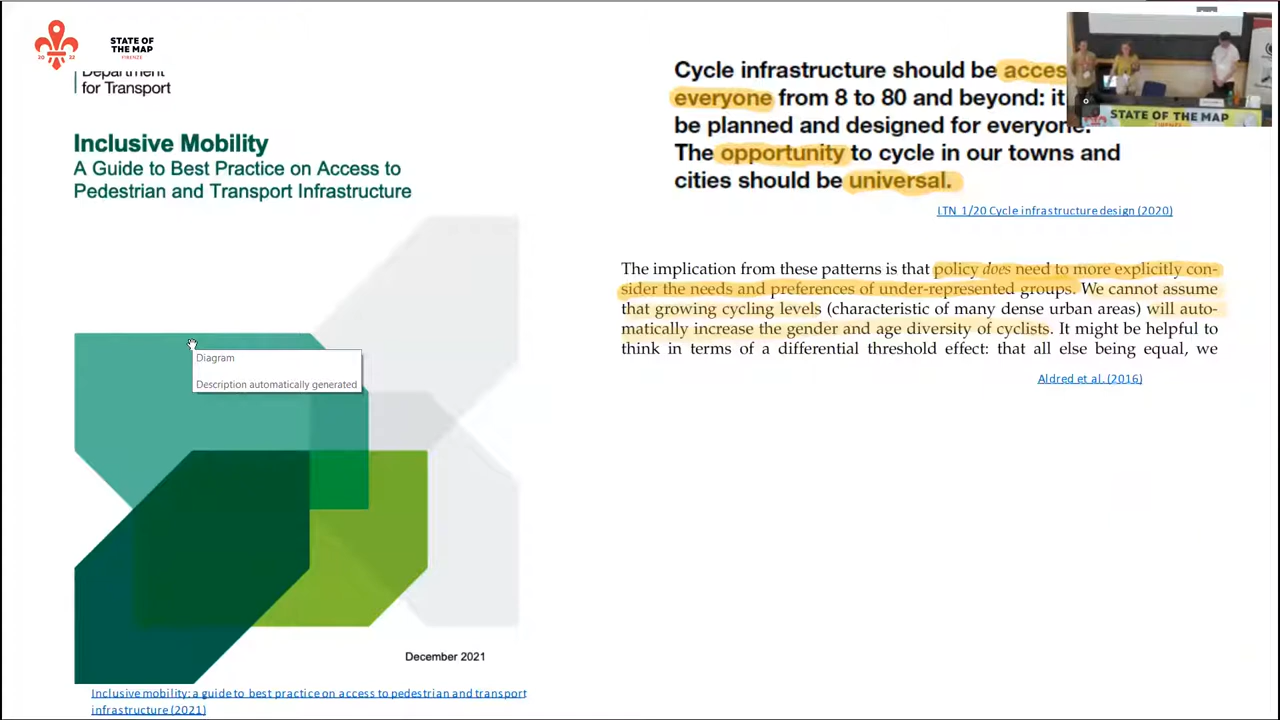 STATE OF
THE MAP
FIRENZE
20 22
Department
for Transport
Inclusive Mobility
A Guide to Best Practice on Access to
Pedestrian and Transport Infrastructure
Diagram
Description automatically generated
December 2021
Inclusive mobility: a guide to best practice on access to pedestrian and transport
infrastructure (2021)
Cycle infrastructure should be
everyone from 8 to 80 and beyond: it
be planned and designed for everyone.
The opportunity to cycle in our towns and
cities should be universal.
LTN 1/20 Cycle infrastructure design (2020)
The implication from these patterns is that policy does need to more explicitly con-
sider the needs and preferences of under-represented groups. We cannot assume
that growing cycling levels (characteristic of many dense urban areas) will auto-
matically increase the gender and age diversity of cyclists. It might be helpful to
think in terms of a differential threshold effect: that all else being equal, we
Aldred et al. (2016)
STATE OF THE MAP
FIRENZE